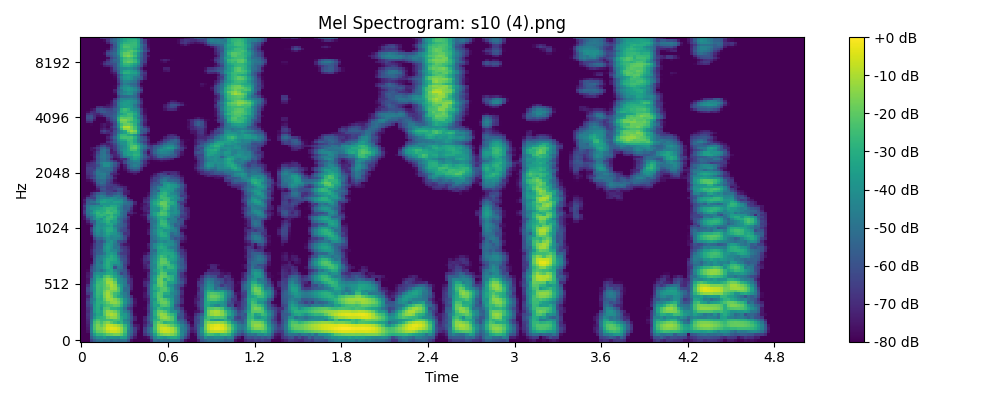 Mel Spectrogram: s10 (4).png
Hz
8192
4096
2048
1024
512
0
0 0.6 1.2 1.8 2.4 3 3.6 4.2 4.8
Time
+0 dB
-10 dB
-20 dB
-30 dB
-40 dB
-50 dB
-60 dB
-70 dB
-80 dB